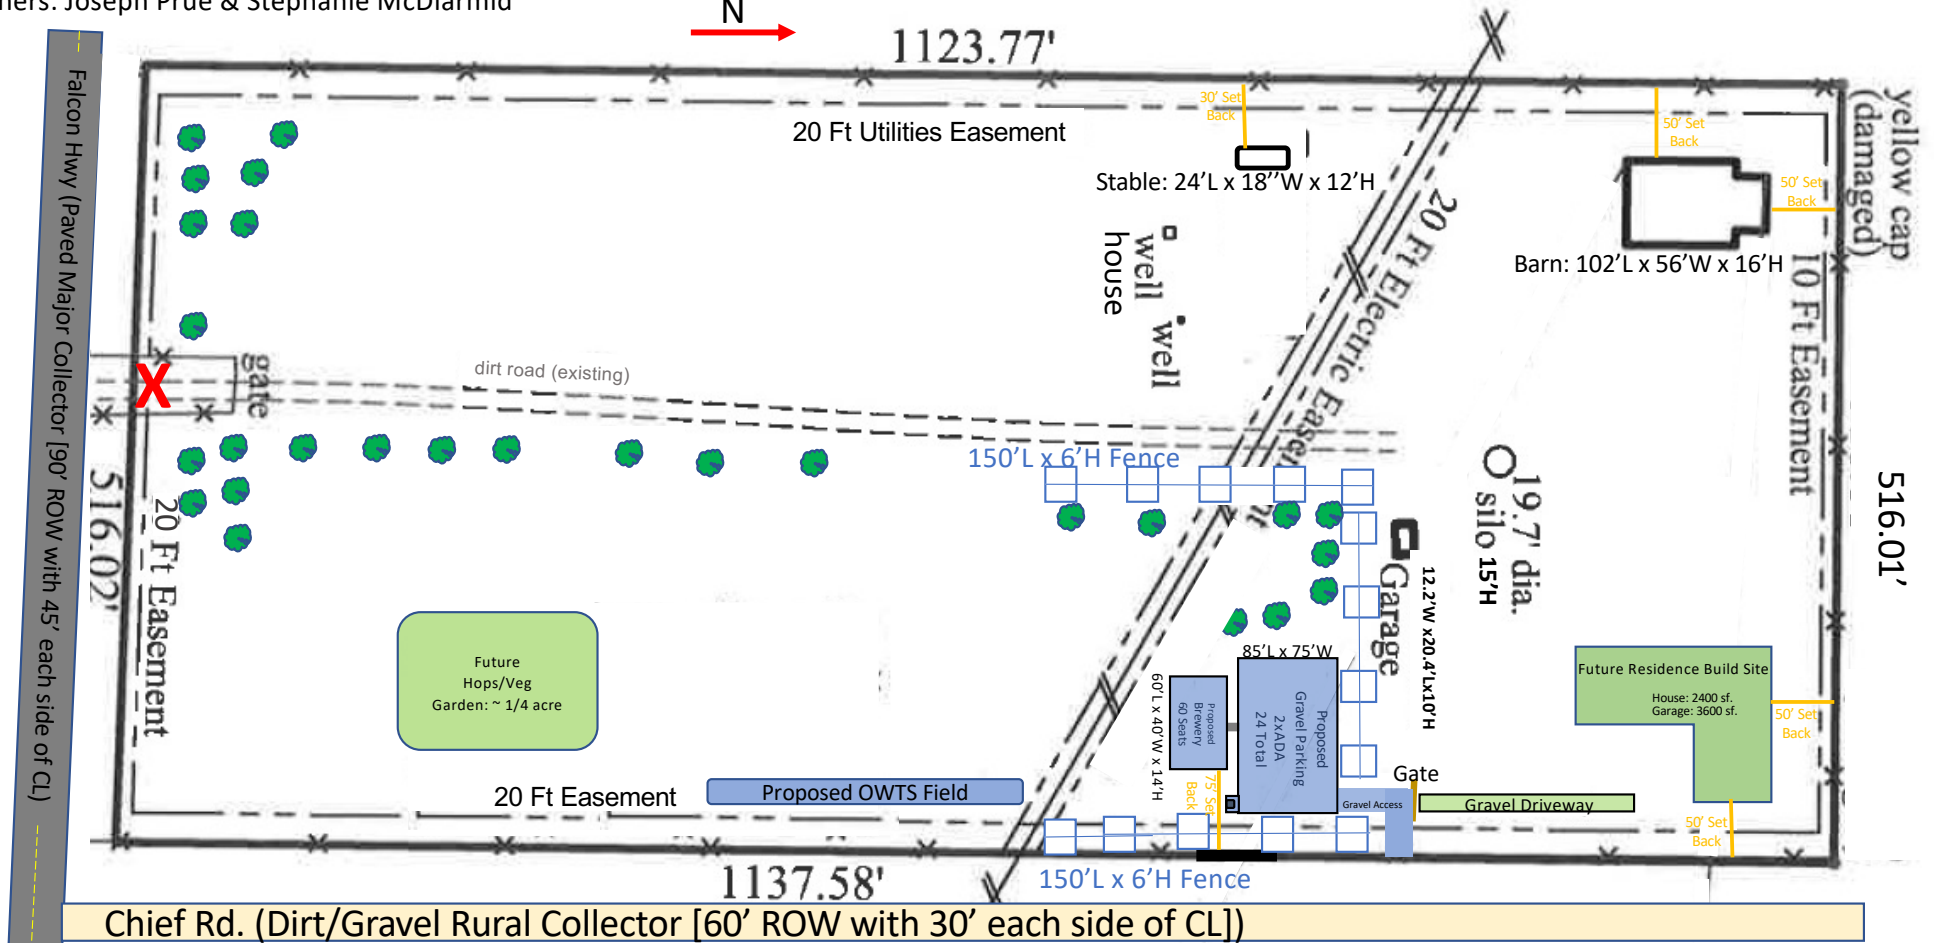 ners: Joseph Prue & Stephanie McDiarmid
N
1123.77'
Falcon Hwy (Paved Major Collector [90' ROW with 45' each side of CL)
20 Ft Utilities Easement
30' Set
Back
Stable: 24'L x 18''W x 12'H
50' Set
Back
50' Set
Back
Barn: 102'L x 56'W x 16'H
yellow cap
(damaged)
10 Ft Easement
516.01'
well
house
well
20 Ft Electric Easement
gate
X
dirt road (existing)
516.02'
20 Ft Easement
150'L x 6'H Fence
19.7' dia.
silo 15'H
Garage
12.2'W x20.4'Lx10'H
Future
Hops/Veg
Garden: ~ 1/4 acre
85'L x 75'W
60'L x 40'W x 14'H
Proposed
Brewery
60 Seats
Proposed
Gravel Parking
2xADA
24 Total
75' Set
Back
Future Residence Build Site
House: 2400 sf.
Garage: 3600 sf.
50' Set
Back
50' Set
Back
Gate
Gravel Access
Gravel Driveway
20 Ft Easement
Proposed OWTS Field
1137.58'
150'L x 6'H Fence
Chief Rd. (Dirt/Gravel Rural Collector [60' ROW with 30' each side of CL])